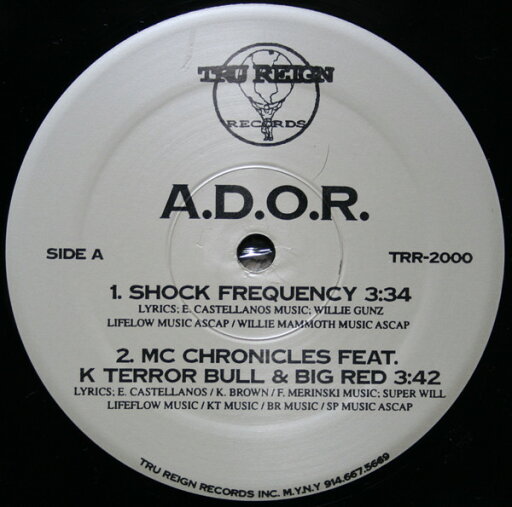 TRU REIGN
RECORDS
A.D.O.R.
SIDE A
TRR-2000
1. SHOCK FREQUENCY 3:34
LYRICS; E. CASTELLANOS MUSIC; WILLIE GUNZ
LIFELOW MUSIC ASCAP / WILLIE MAMMOTH MUSIC ASCAP
2. MC CHRONICLES FEAT.
K TERROR BULL & BIG RED 3:42
LYRICS; E. CASTELLANOS / K. BROWN / F. MERINSKI MUSIC; SUPER WILL
LIFEFLOW MUSIC / KT MUSIC / BR MUSIC / SP MUSIC ASCAP
TRU REIGN RECORDS INC. M.Y.N.Y 914.667.5669